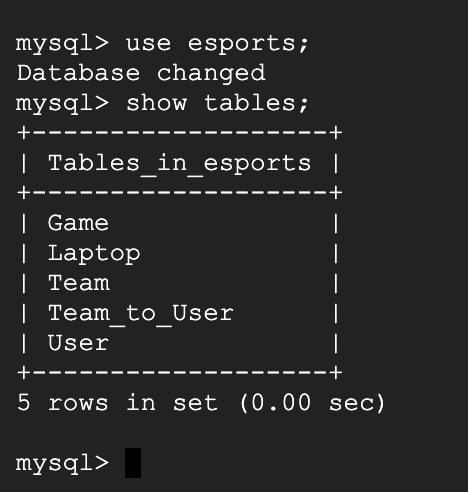 mysql> use esports;
Database changed
mysql> show tables;
+-------------------+
| Tables_in_esports |
+-------------------+
| Game              |
| Laptop            |
| Team              |
| Team_to_User      |
| User              |
+-------------------+
5 rows in set (0.00 sec)
mysql>